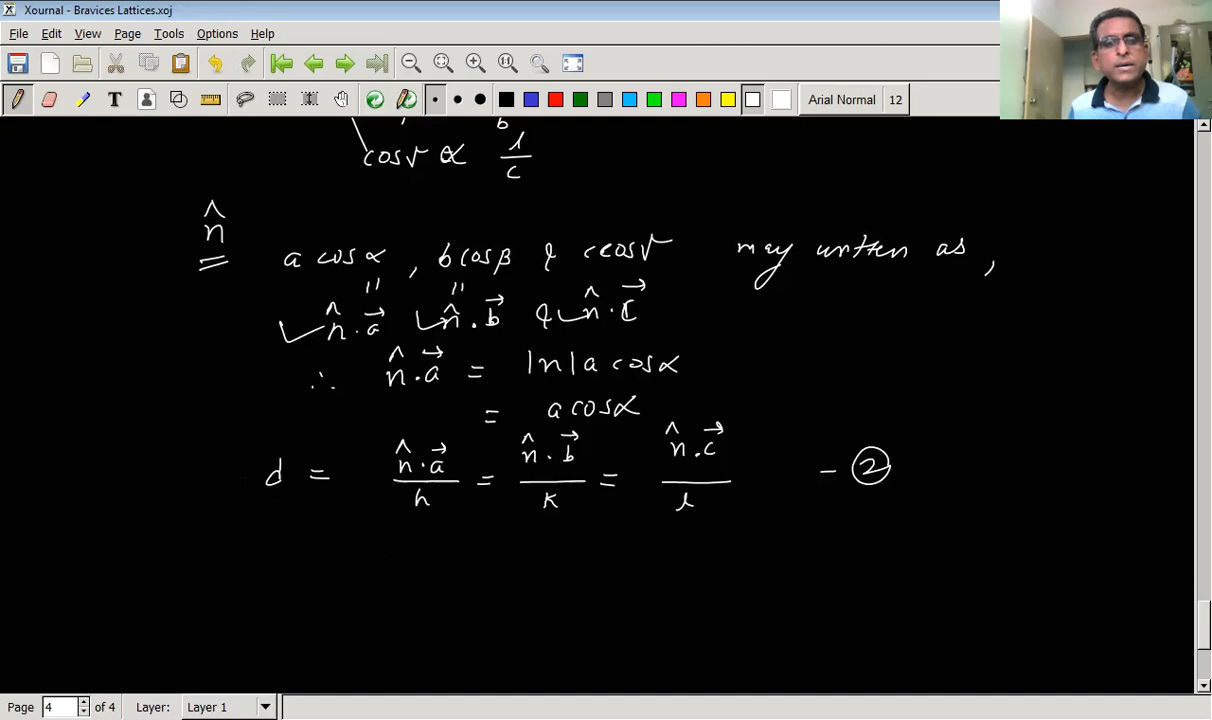 Xournal - Bravices Lattices.xoj
File Edit View Page Tools Options Help
Arial Normal 12
b
cosγ ∝ l/c
n̂
a cosα , b cosβ & c cosγ may written as ,
n̂·a⃗ n̂·b⃗ & n̂·c⃗
∴ n̂·a⃗ = |n|a cosα
= a cosα
d = n̂·a⃗/h = n̂·b⃗/k = n̂·c⃗/l - ②
Page 4 of 4 Layer: Layer 1